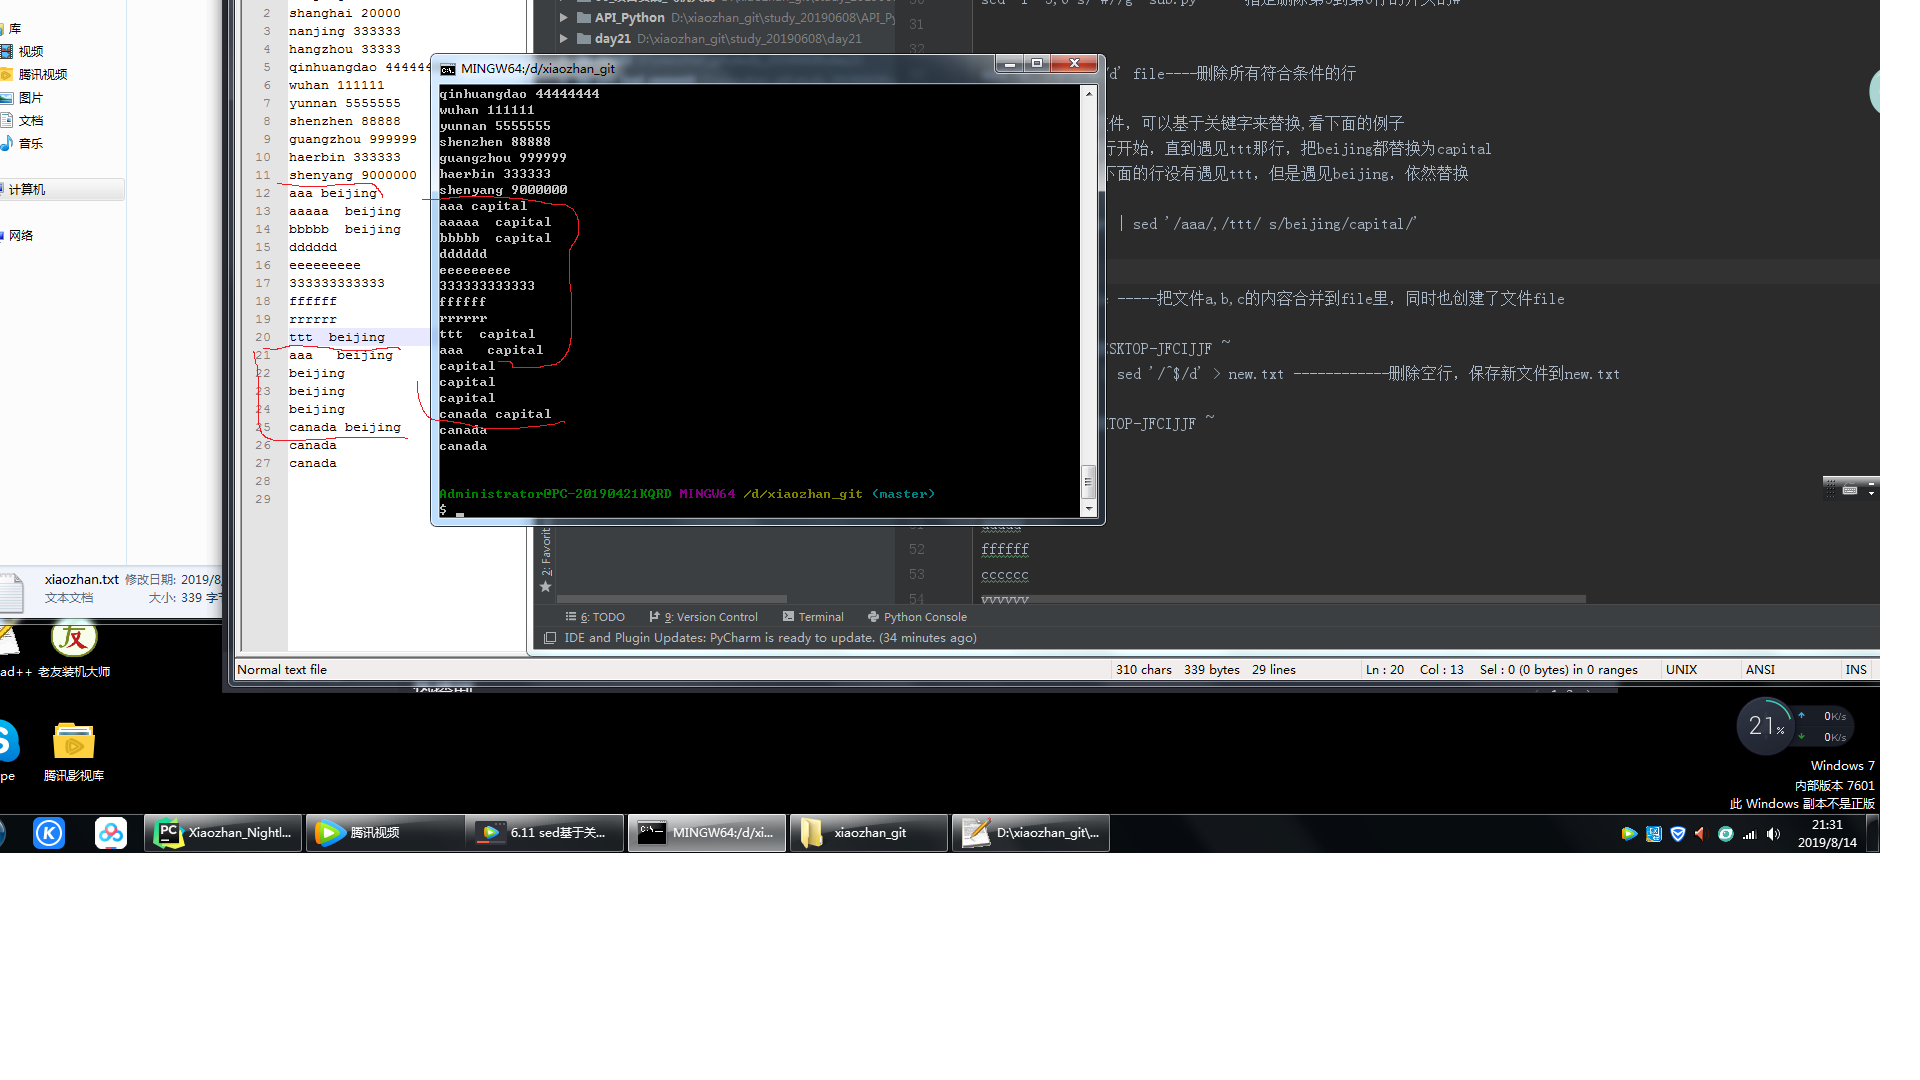 库
视频
腾讯视频
图片
文档
音乐
计算机
网络
xiaozhan.txt 修改日期: 2019/8/
文本文档 大小: 339 字节
2 shanghai 20000
3 nanjing 333333
4 hangzhou 33333
5 qinhuangdao 444444
6 wuhan 111111
7 yunnan 5555555
8 shenzhen 88888
9 guangzhou 999999
10 haerbin 333333
11 shenyang 9000000
12 aaa beijing
13 aaaaa  beijing
14 bbbbb  beijing
15 dddddd
16 eeeeeeeee
17 333333333333
18 ffffff
19 rrrrrr
20 ttt  beijing
21 aaa   beijing
22 beijing
23 beijing
24 beijing
25 canada beijing
26 canada
27 canada
28
29
API_Python D:\xiaozhan_git\study_20190608\API_Py
day21 D:\xiaozhan_git\study_20190608\day21
MINGW64:/d/xiaozhan_git
qinhuangdao 44444444
wuhan 111111
yunnan 5555555
shenzhen 88888
guangzhou 999999
haerbin 333333
shenyang 9000000
aaa capital
aaaaa  capital
bbbbb  capital
dddddd
eeeeeeeee
333333333333
ffffff
rrrrrr
ttt  capital
aaa   capital
capital
capital
capital
canada capital
canada
canada
Administrator@PC-20190421KQRD MINGW64 /d/xiaozhan_git (master)
$
31
32
/d' file----删除所有符合条件的行
件, 可以基于关键字来替换,看下面的例子
行开始, 直到遇见ttt那行, 把beijing都替换为capital
下面的行没有遇见ttt, 但是遇见beijing, 依然替换
| sed '/aaa/,/ttt/ s/beijing/capital/'
-----把文件a,b,c的内容合并到file里, 同时也创建了文件file
SKTOP-JFCIJJF ~
sed '/^$/d' > new.txt ------------删除空行, 保存新文件到new.txt
TOP-JFCIJJF ~
52 ffffff
53 cccccc
54 vvvvvv
2: Favorit
6: TODO 9: Version Control Terminal Python Console
IDE and Plugin Updates: PyCharm is ready to update. (34 minutes ago)
Normal text file 310 chars 339 bytes 29 lines Ln : 20 Col : 13 Sel : 0 (0 bytes) in 0 ranges UNIX ANSI INS
ad++ 老友装机大师
pe 腾讯影视库
21% 0K/s
0K/s
Windows 7
内部版本 7601
此 Windows 副本不是正版
Xiaozhan_Nightl... 腾讯视频 6.11 sed基于关... MINGW64:/d/xi... xiaozhan_git D:\xiaozhan_git\...
21:31
2019/8/14